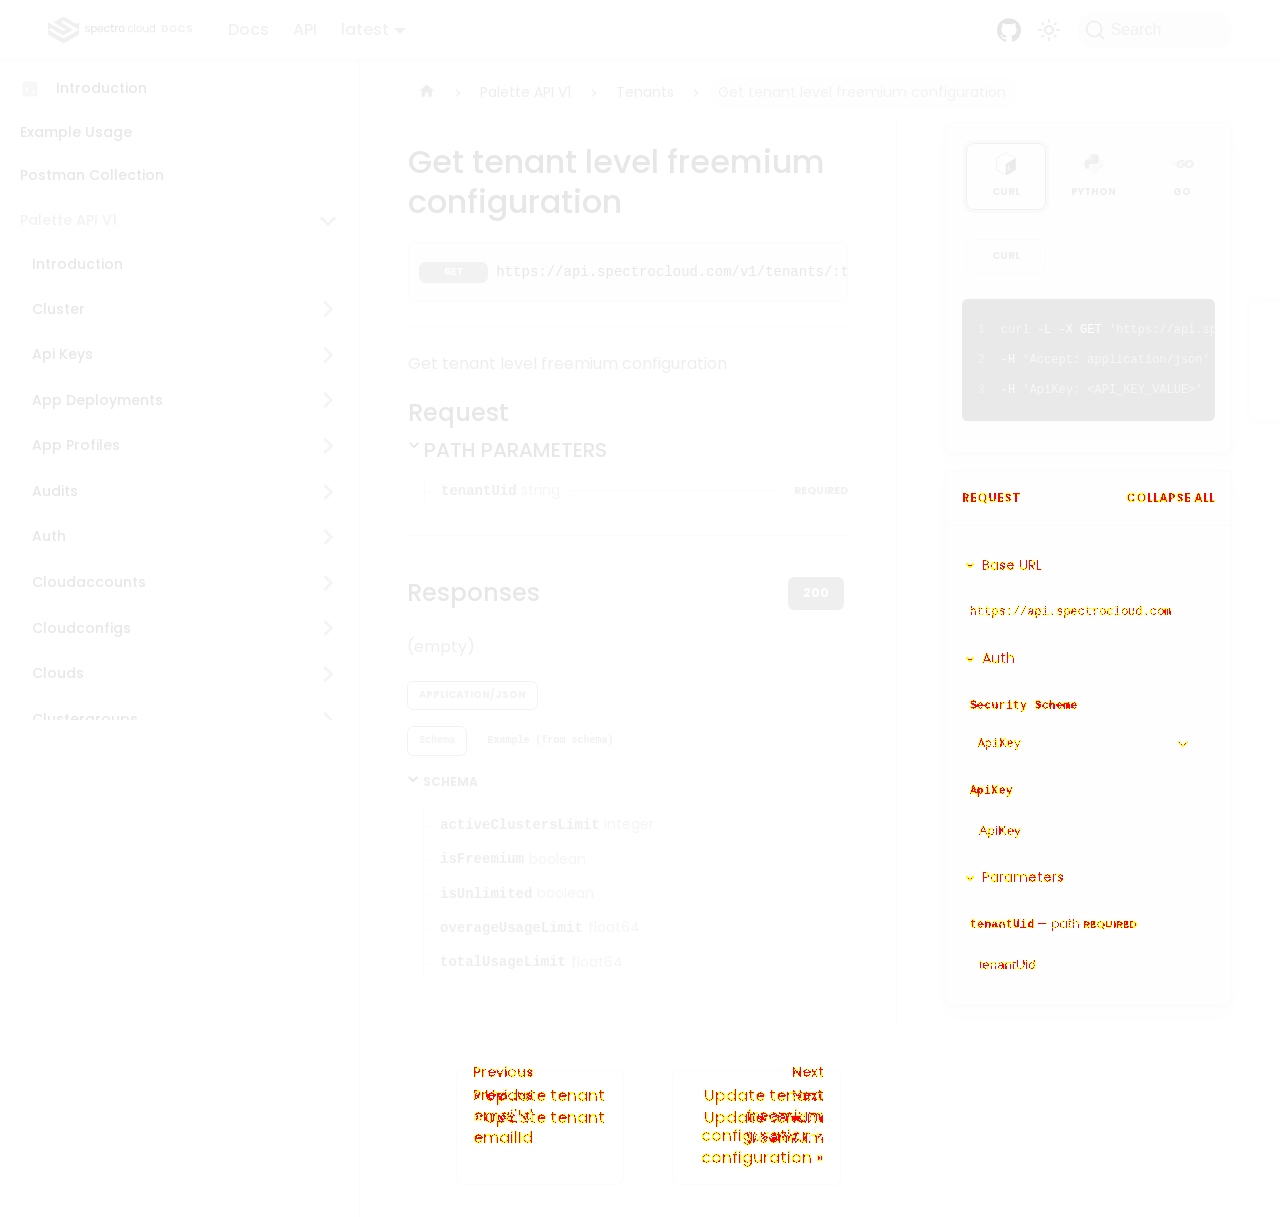 spectro cloud DOCS
Docs
API
latest
Search
Introduction
Example Usage
Postman Collection
Palette API V1
Introduction
Cluster
Api Keys
App Deployments
App Profiles
Audits
Auth
Cloudaccounts
Cloudconfigs
Clouds
Clustergroups
Palette API V1
Tenants
Get tenant level freemium configuration
Get tenant level freemium
configuration
GET https://api.spectrocloud.com/v1/tenants/:t
Get tenant level freemium configuration
Request
PATH PARAMETERS
tenantUid string REQUIRED
Responses
200
(empty)
APPLICATION/JSON
Schema
Example (from schema)
SCHEMA
activeClustersLimit integer
isFreemium boolean
isUnlimited boolean
overageUsageLimit float64
totalUsageLimit float64
CURL
PYTHON
GO
CURL
1 curl -L -X GET 'https://api.sp
2 -H 'Accept: application/json'
3 -H 'ApiKey: <API_KEY_VALUE>'
REQUEST
COLLAPSE ALL
Base URL
https://api.spectrocloud.com
Auth
Security Scheme
ApiKey
ApiKey
ApiKey
Parameters
tenantUid — path REQUIRED
tenantUid
Previous
Update tenant
Update tenant
emailId
Next
Update tenant
Update tenant
configuration
configuration »